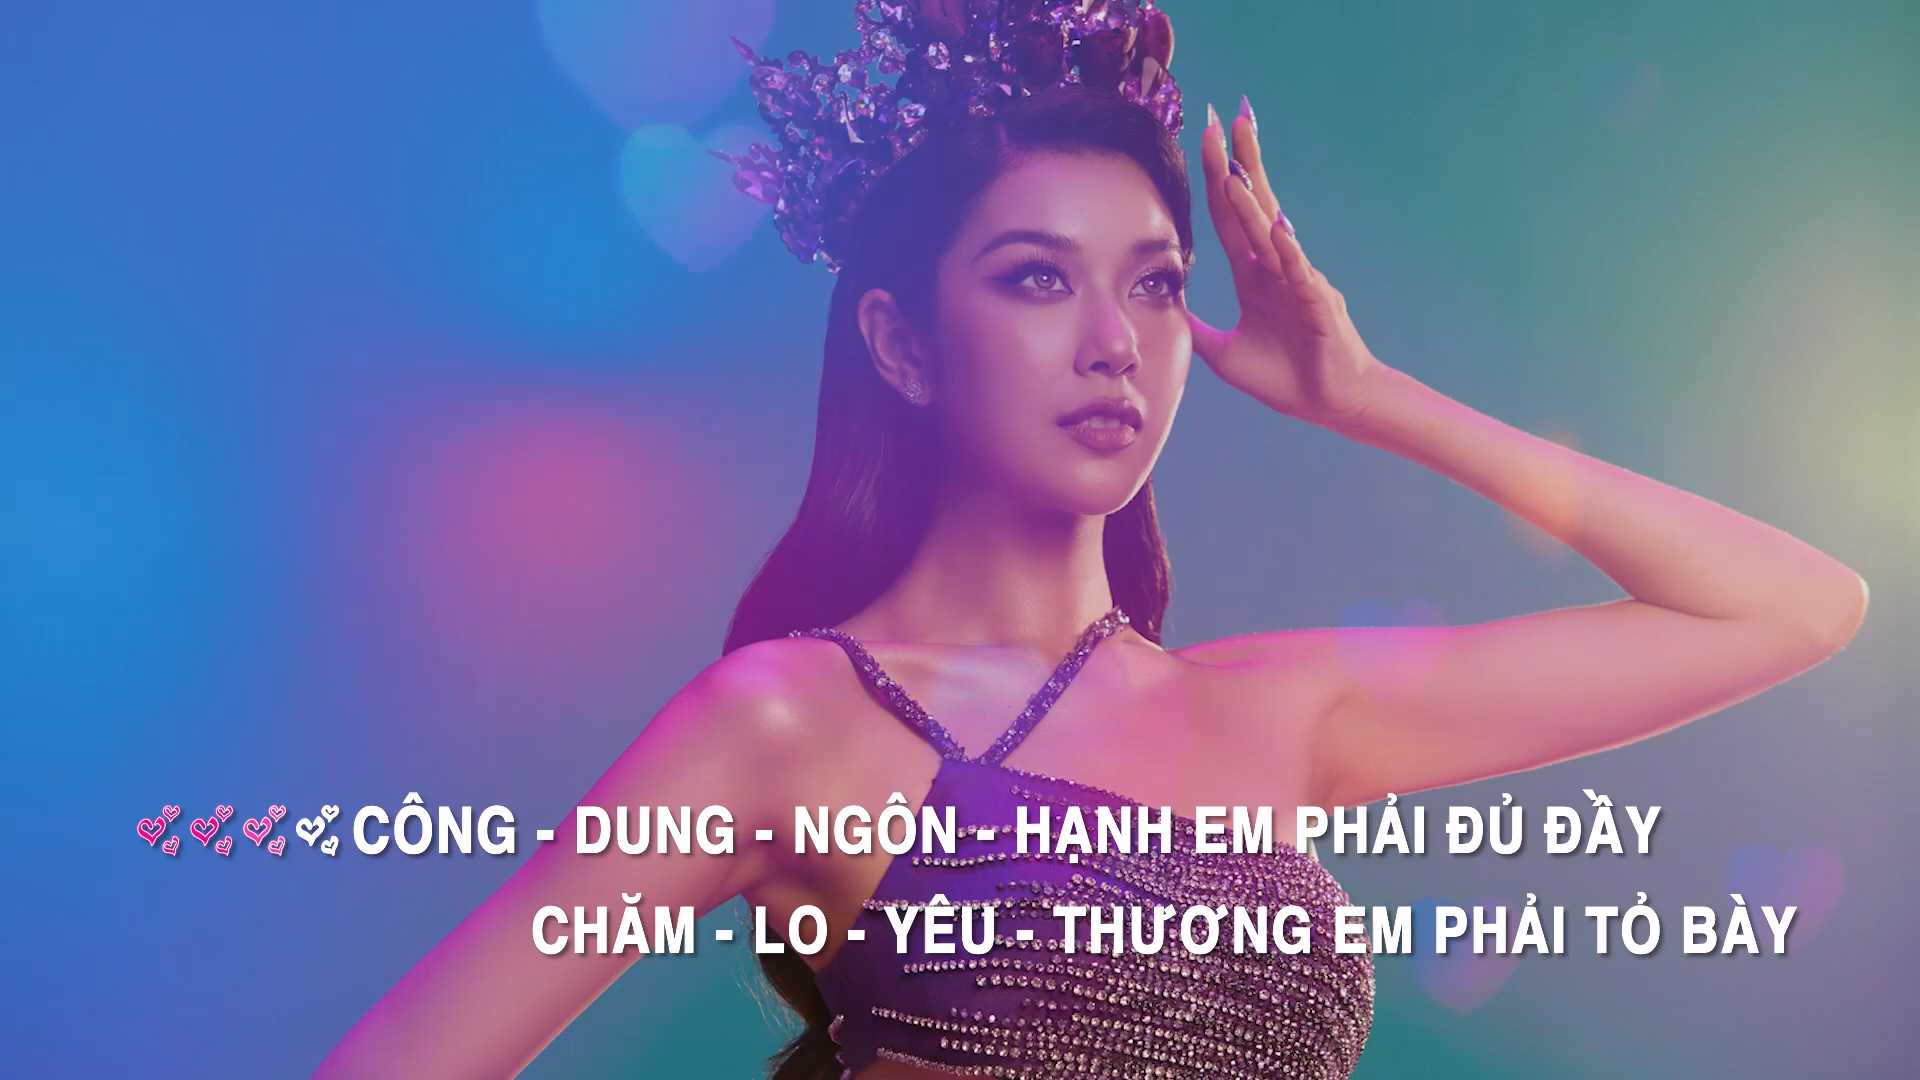 CÔNG - DUNG - NGÔN - HẠNH EM PHẢI ĐỦ ĐẦY
CHĂM - LO - YÊU - THƯƠNG EM PHẢI TỎ BÀY